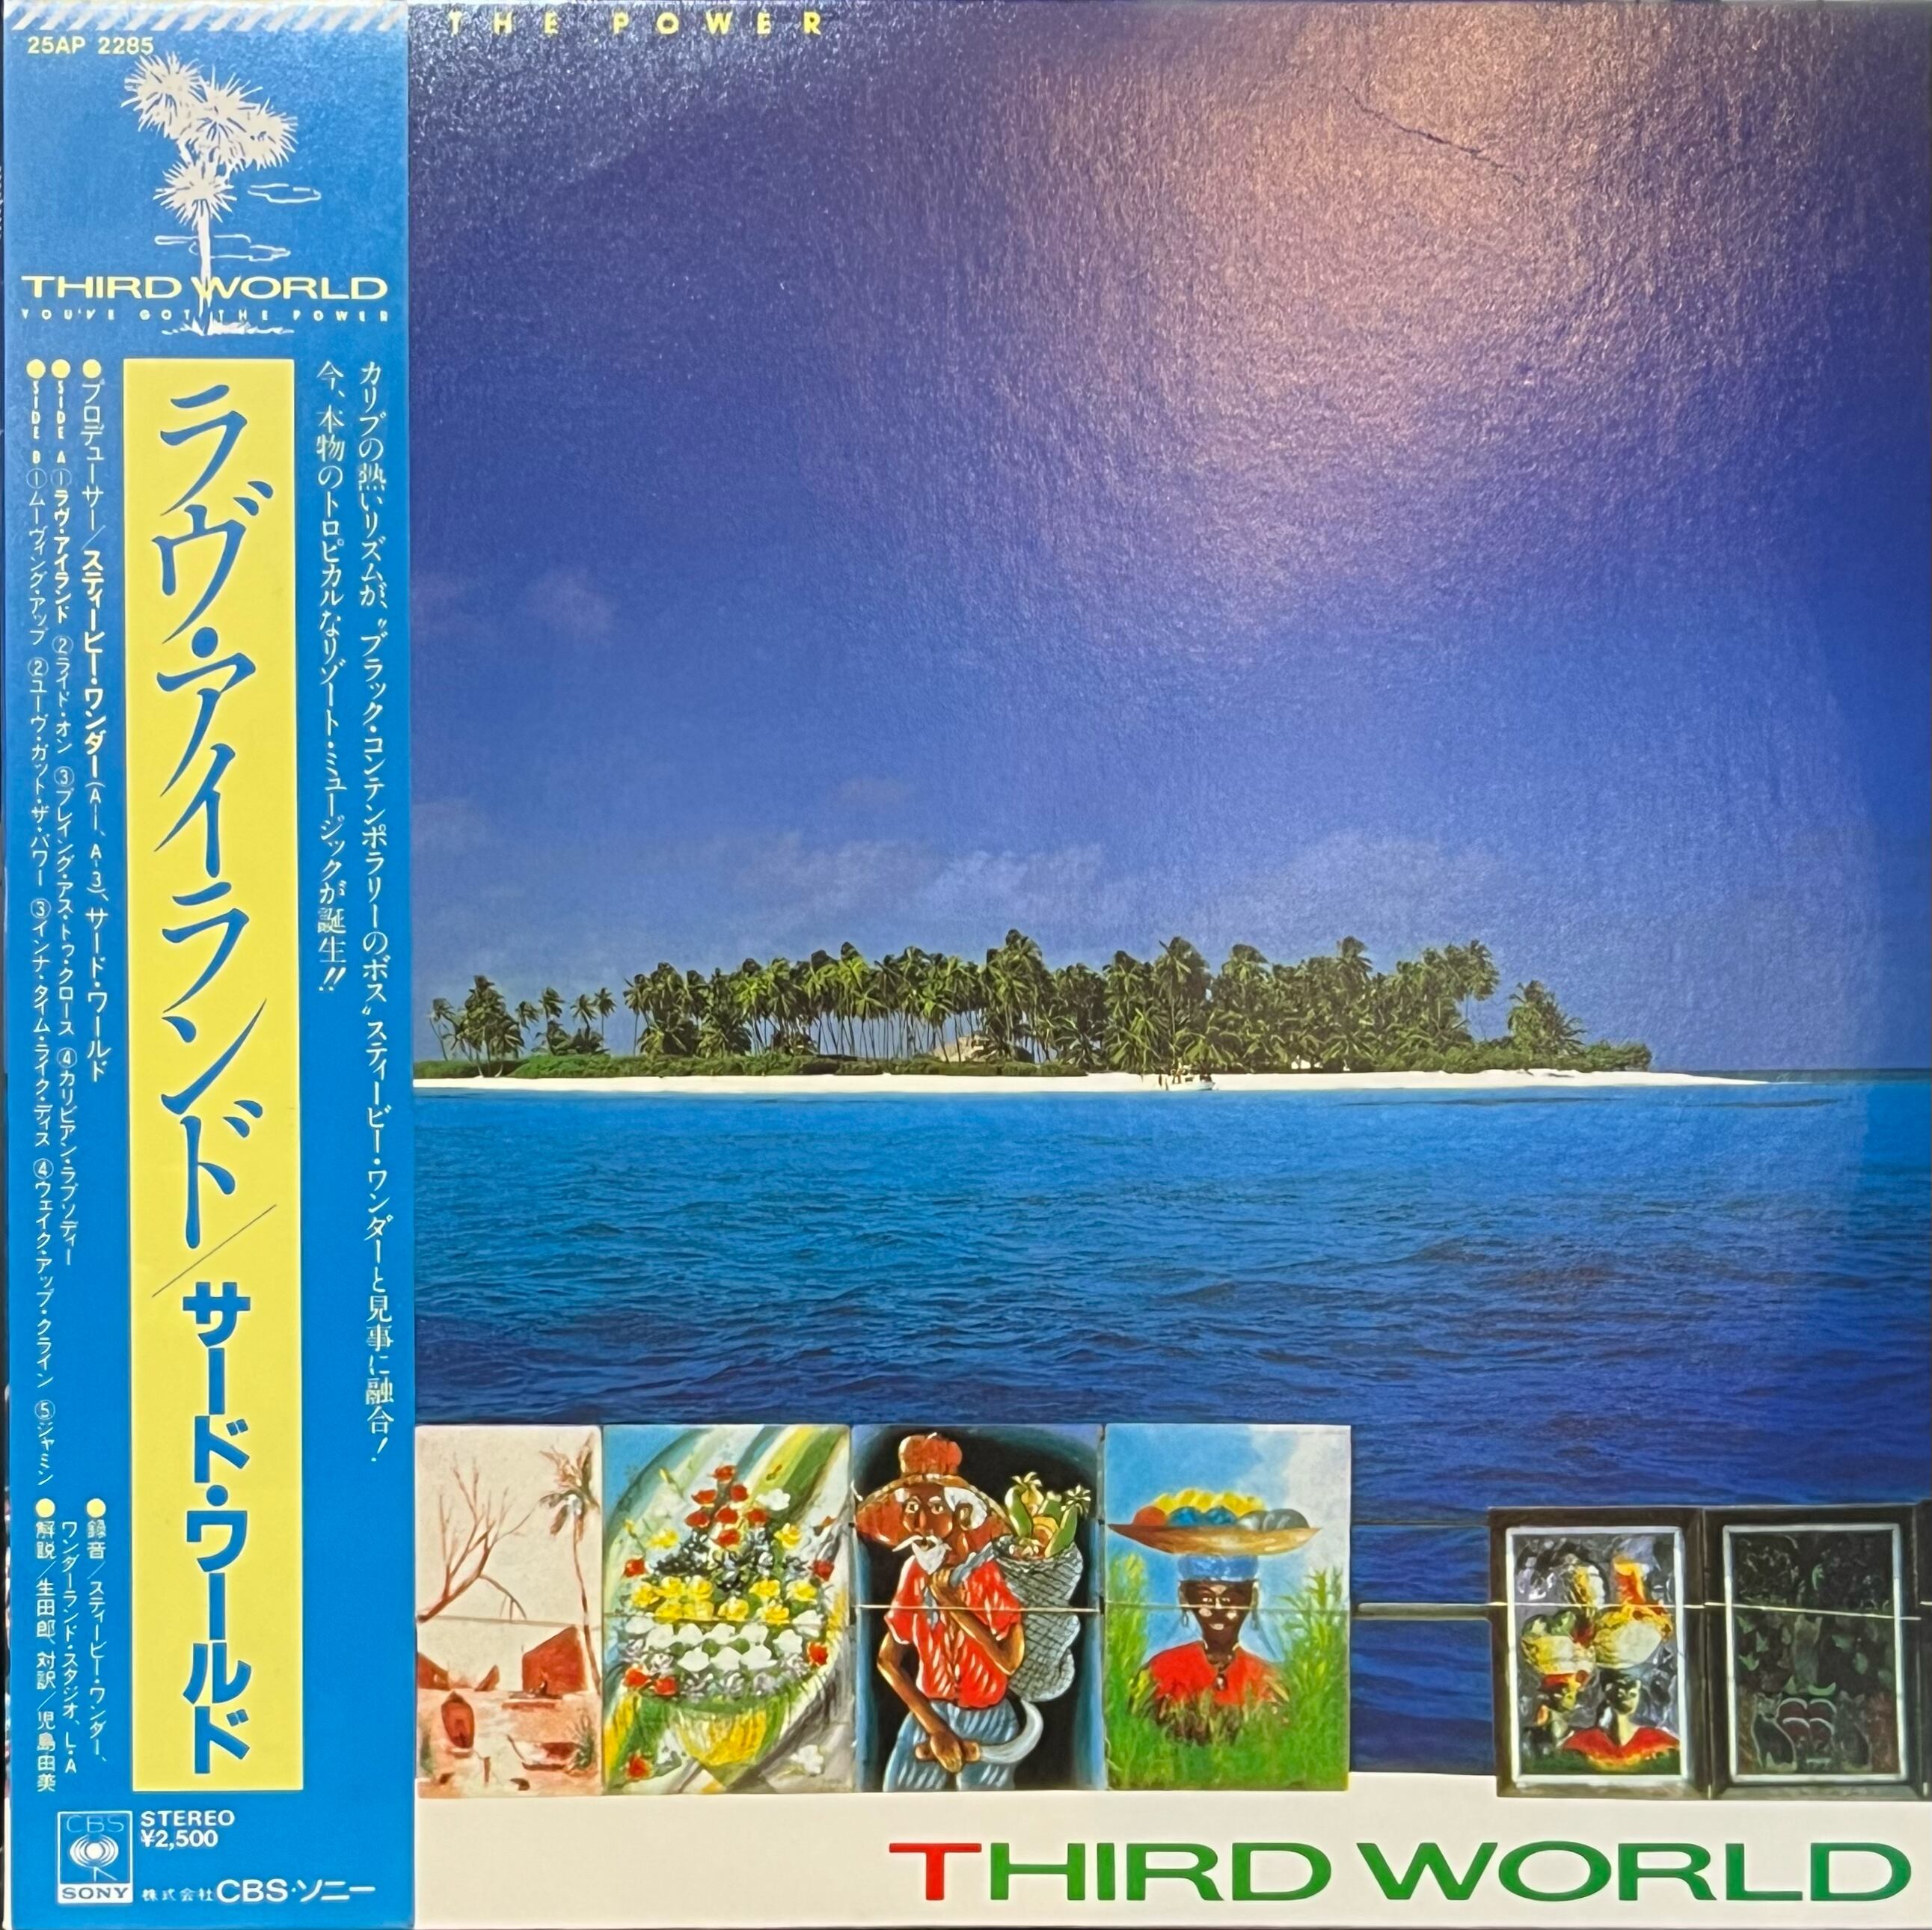 THE POWER
25AP 2285
THIRD WORLD
YOU'VE GOT THE POWER
カリブの熱いリズムが、〝ブラック・コンテンポラリーのボス〟スティービー・ワンダーと見事に融合！
今、本物のトロピカルなリゾート・ミュージックが誕生!!
ラヴ・アイランド／サード・ワールド
●プロデューサー／スティービー・ワンダー(A—1、A-3)、サード・ワールド
●SIDE A ①ラヴ・アイランド ②ライド・オン ③プレイング・アス・トゥ・クロース ④カリビアン・ラプソディー
●SIDE B ①ムーヴィング・アップ ②ユーヴ・ガット・ザ・パワー ③インナ・タイム・ライク・ディス ④ウェイク・アップ・クライン ⑤ジャミン
●録音／スティービー・ワンダー、
ワンダーランド・スタジオ、L・A
●解説／生田郎、対訳／児島由美
CBS
SONY
STEREO
¥2,500
株式会社CBS・ソニー
THIRD WORLD